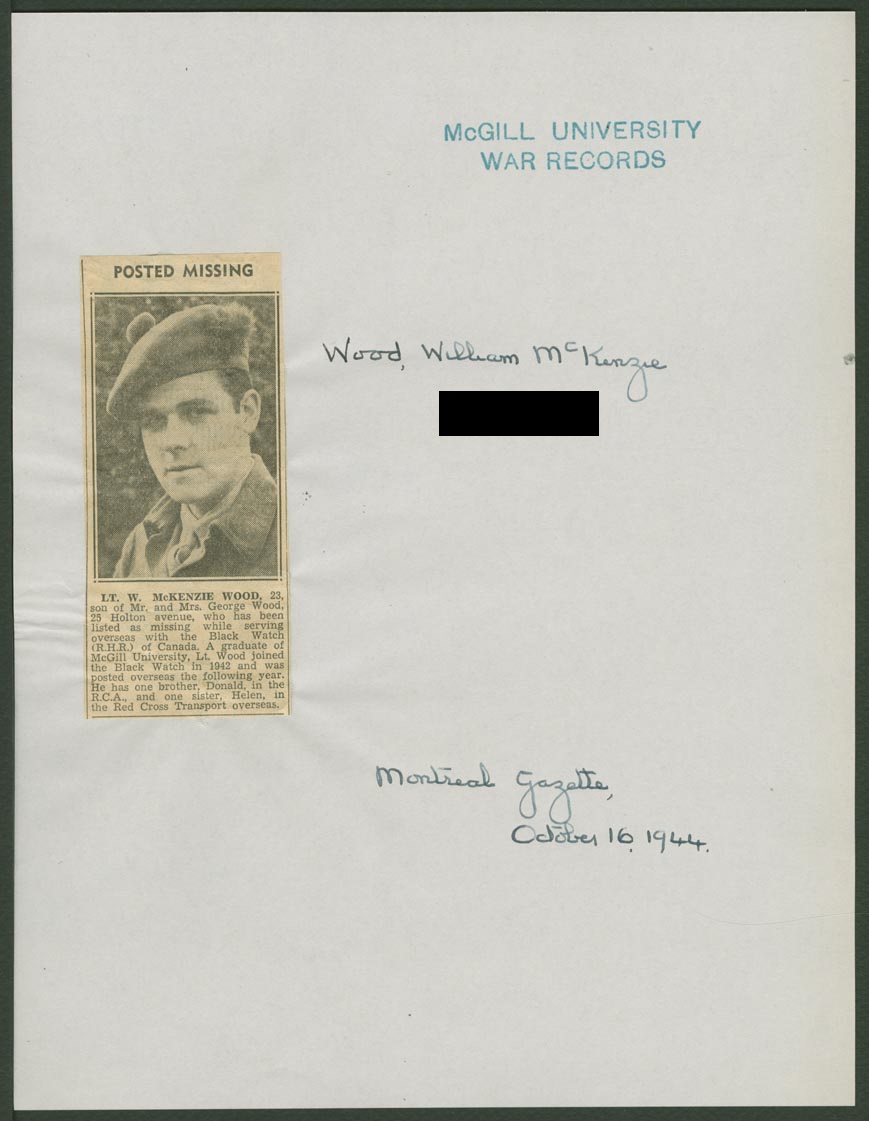 McGILL UNIVERSITY
WAR RECORDS
POSTED MISSING
Wood, William McKenzie
LT. W. McKENZIE WOOD, 23,
son of Mr. and Mrs. George Wood,
25 Holton avenue, who has been
listed as missing while serving
overseas with the Black Watch
(R.H.R.) of Canada. A graduate of
McGill University, Lt. Wood joined
the Black Watch in 1942 and was
posted overseas the following year.
He has one brother, Donald, in the
R.C.A., and one sister, Helen, in
the Red Cross Transport overseas.
Montreal Gazette,
October 16, 1944.